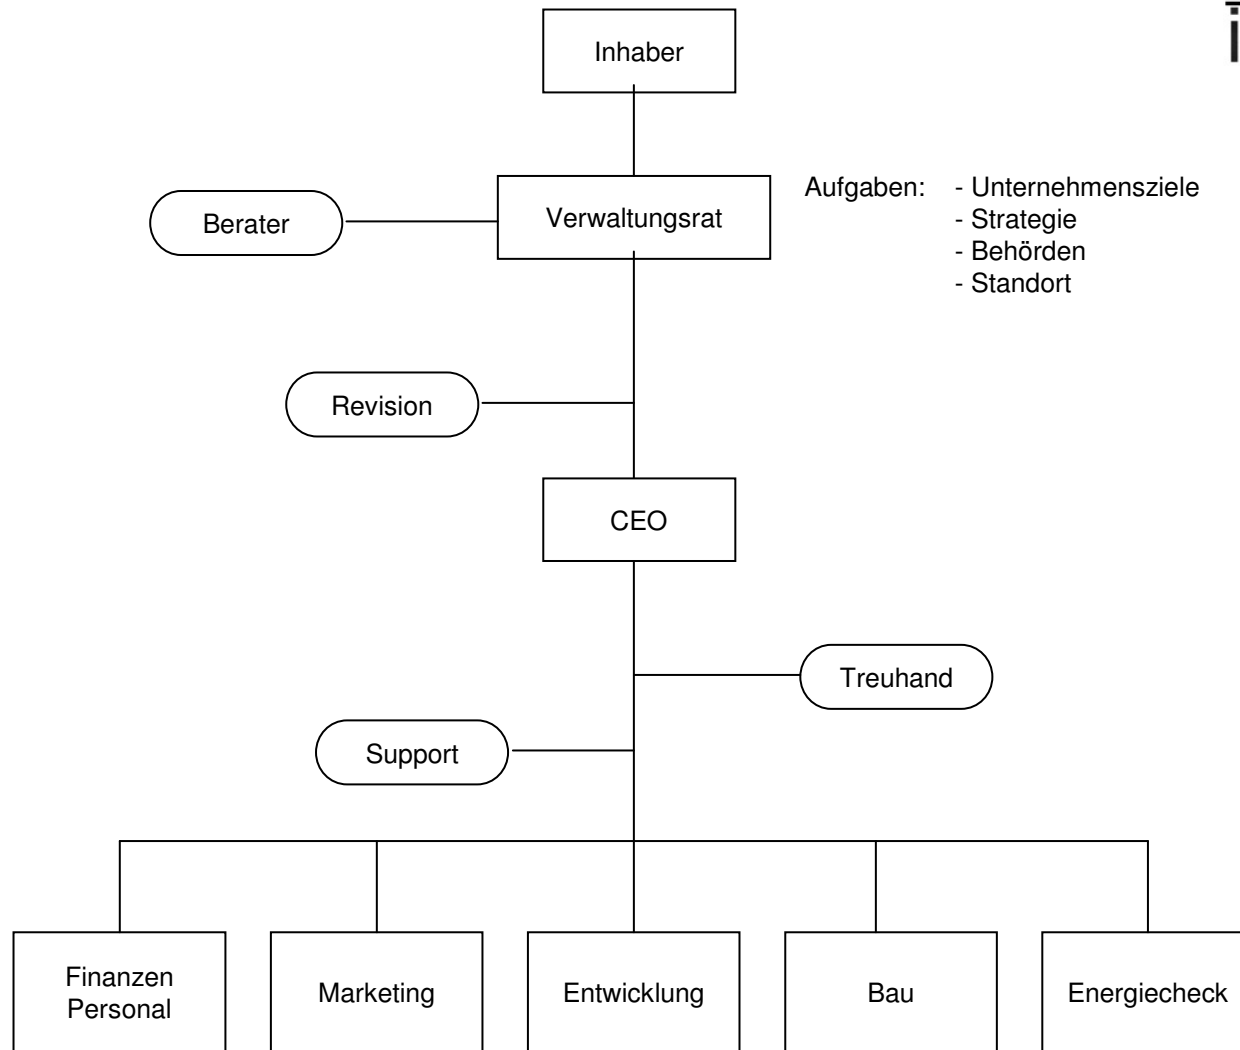 Inhaber
Verwaltungsrat
Aufgaben: - Unternehmensziele
- Strategie
- Behörden
- Standort
Berater
Revision
CEO
Treuhand
Support
Finanzen
Personal
Marketing
Entwicklung
Bau
Energiecheck